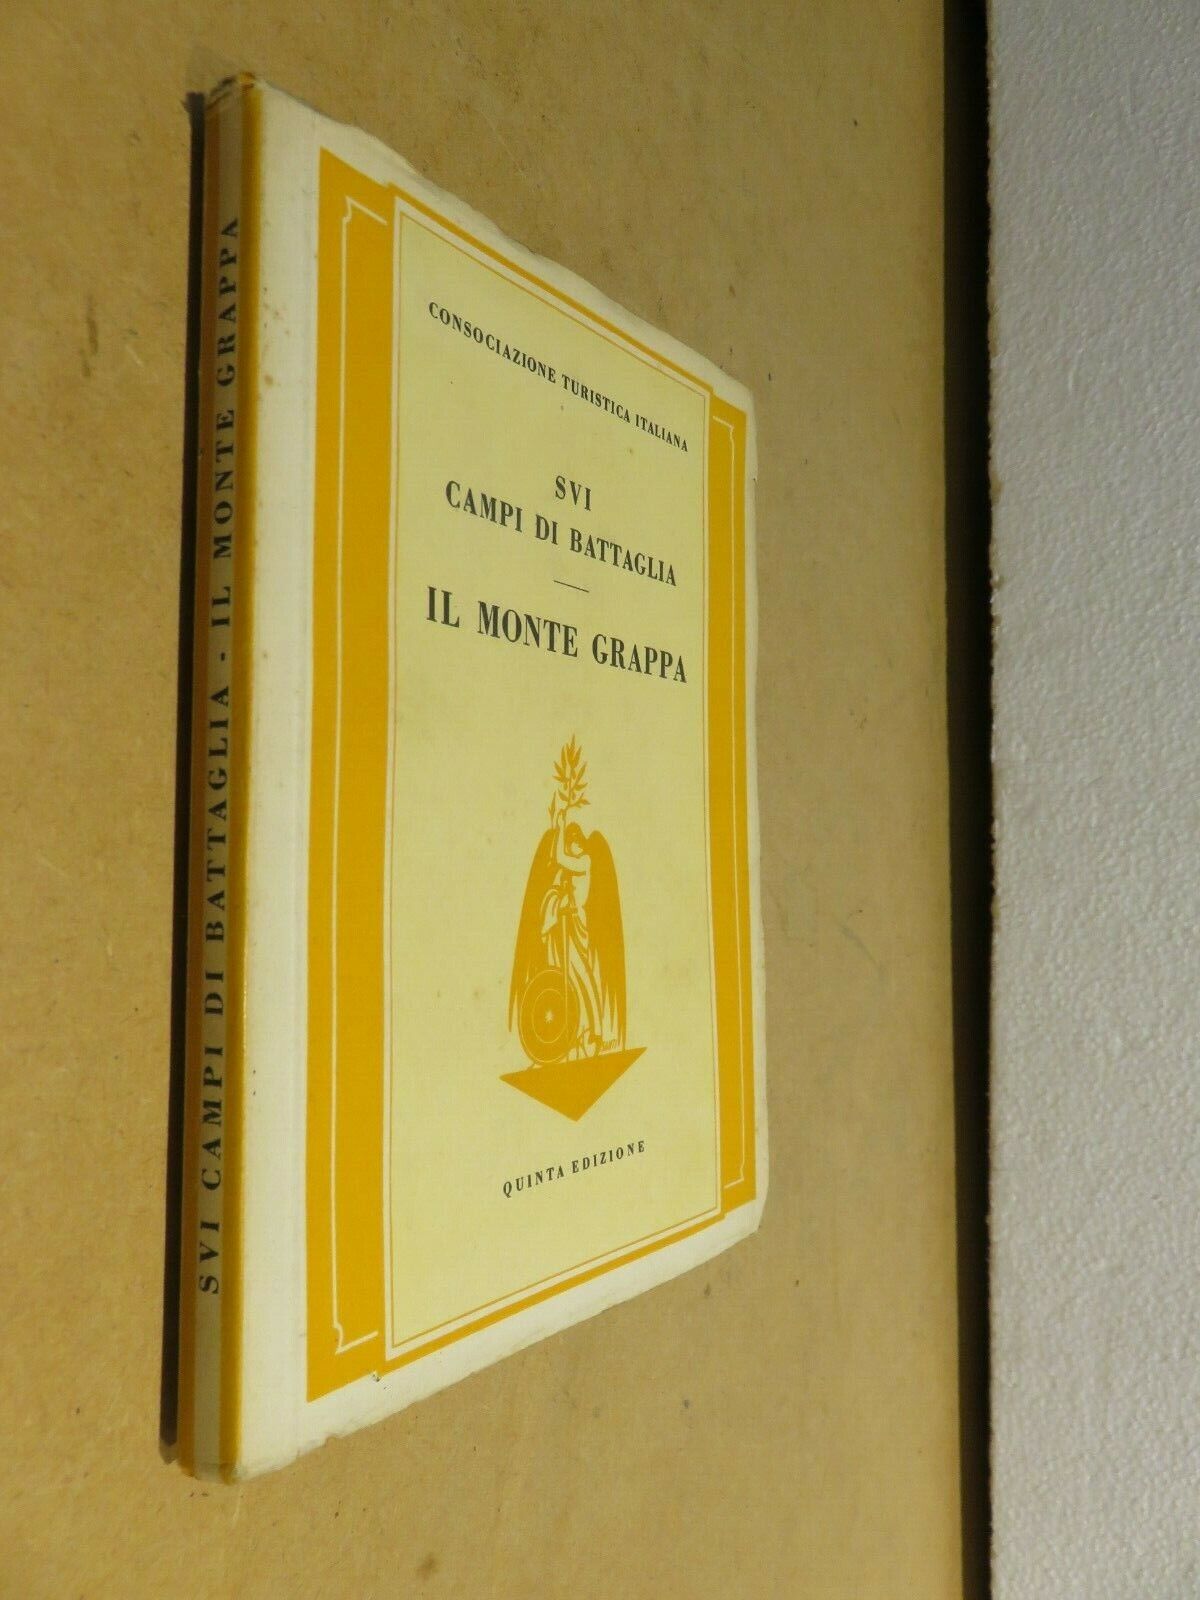 SVI CAMPI DI BATTAGLIA - IL MONTE GRAPPA
CONSOCIAZIONE TURISTICA ITALIANA
SVI
CAMPI DI BATTAGLIA
IL MONTE GRAPPA
QUINTA EDIZIONE